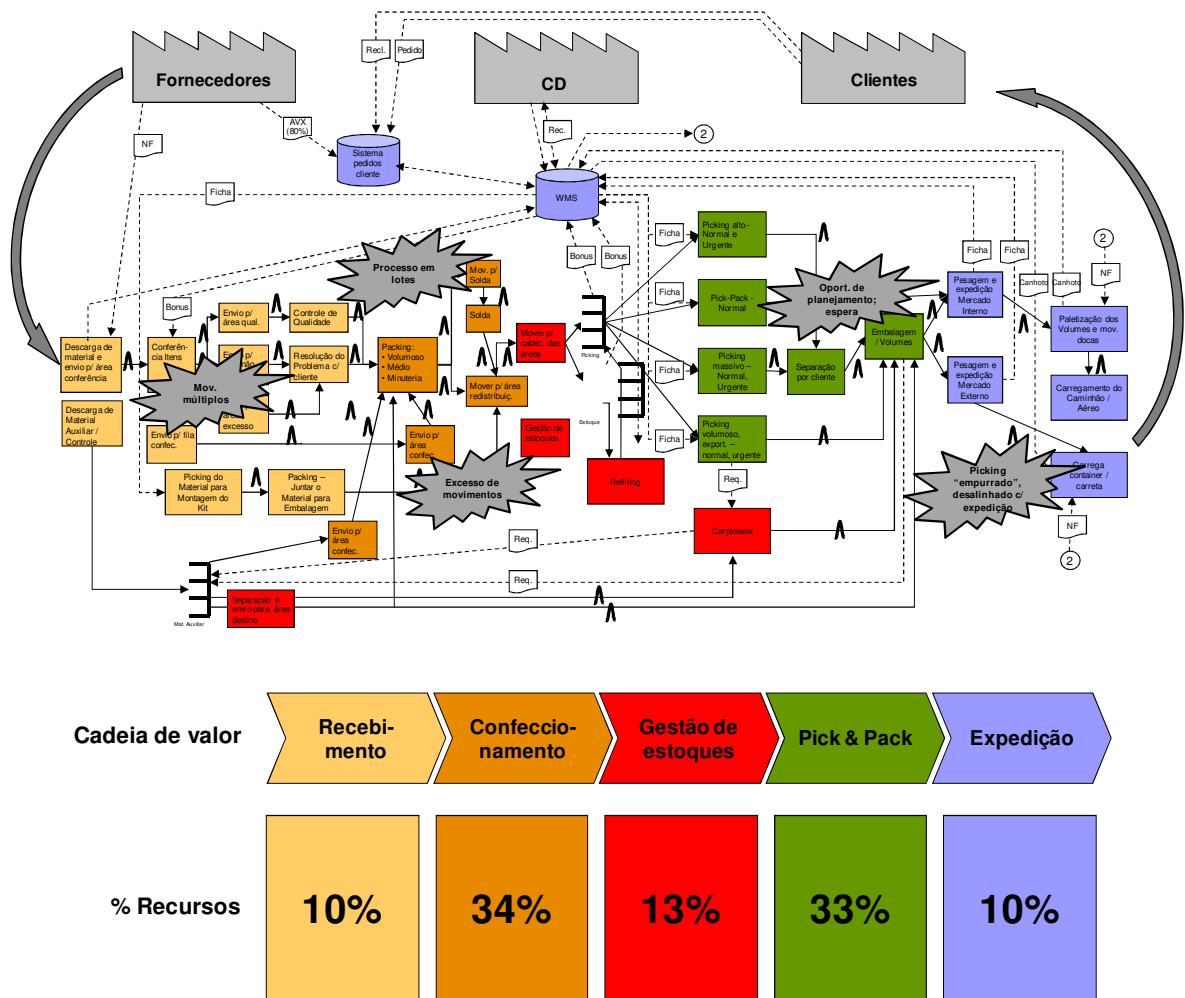 Recl.
Pedido
Fornecedores
CD
Clientes
NF
AVX
(80%)
Rec.
2
Sistema
pedidos
cliente
WMS
Ficha
Bonus
Bonus
Bonus
Ficha
Picking alto -
Normal e
Urgente
Ficha
Ficha
2
NF
Canhoto
Canhoto
Processo em
lotes
Mov. p/
Solda
Solda
Oport. de
planejamento;
espera
Ficha
Pick-Pack -
Normal
Pesagem e
expedição
Mercado
Interno
Paletização dos
Volumes e mov.
docas
Descarga de
material e
envio p/ área
conferência
Conferên-
cia Itens
Envio p/
área qual.
Controle de
Qualidade
Envio p/
Resolução do
Problema c/
cliente
Mov.
múltiplos
excesso
Packing:
• Volumoso
• Médio
• Minuteria
Mover p/
cabec. das
áreas
Picking
Embalagem
/ Volumes
Mover p/ área
redistribuiç.
Ficha
Picking
massivo –
Normal,
Urgente
Separação
por cliente
Pesagem e
expedição
Mercado
Externo
Carregamento do
Caminhão /
Aéreo
Descarga de
Material
Auxiliar /
Controle
Envio p/ fila
confec.
Envio p/
área
confec.
Gestão de
estoques
Estoque
Ficha
Picking
volumoso,
export. –
normal, urgente
Picking do
Material para
Montagem do
Kit
Packing –
Juntar o
Material para
Embalagem
Excesso de
movimentos
Refilling
Req.
Picking
“empurrado”,
desalinhado c/
expedição
Carrega
container /
carreta
Envio p/
área
confec.
Req.
Carpintaria
NF
2
Req.
Separação e
envio para área
destino
Mat. Auxiliar
Cadeia de valor
Recebi-
mento
Confeccio-
namento
Gestão de
estoques
Pick & Pack
Expedição
% Recursos
10%
34%
13%
33%
10%